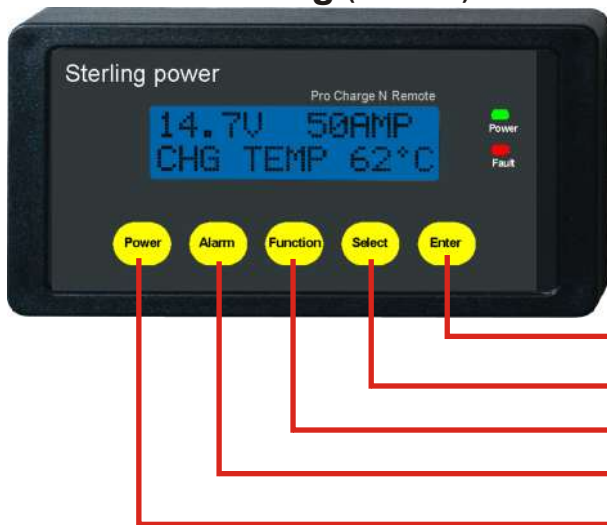 Sterling power
Pro Charge N Remote
14.7V 50AMP
CHG TEMP 62°C
Power
Fault
Power Alarm Function Select Enter